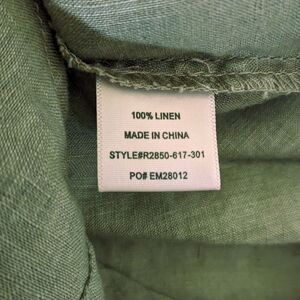 100% LINEN
MADE IN CHINA
STYLE#R2850-617-301
PO# EM28012